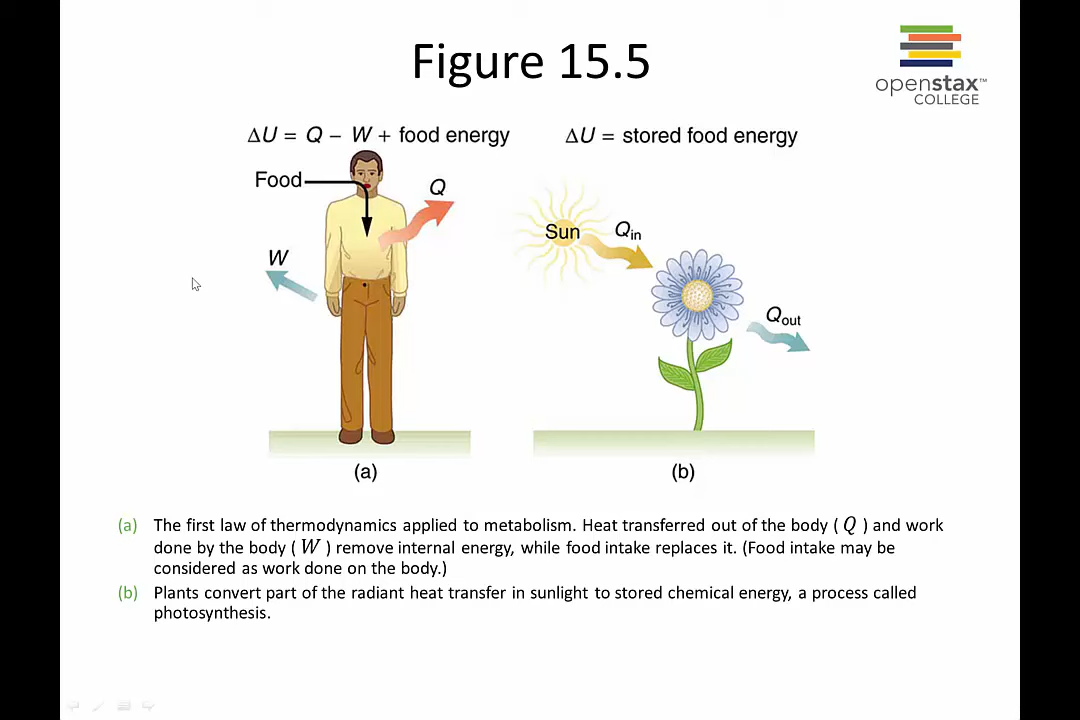 Figure 15.5
openstax™
COLLEGE
ΔU = Q − W + food energy
ΔU = stored food energy
Food
Q
W
Sun
Qin
Qout
(a)
(b)
(a) The first law of thermodynamics applied to metabolism. Heat transferred out of the body ( Q ) and work
done by the body ( W ) remove internal energy, while food intake replaces it. (Food intake may be
considered as work done on the body.)
(b) Plants convert part of the radiant heat transfer in sunlight to stored chemical energy, a process called
photosynthesis.